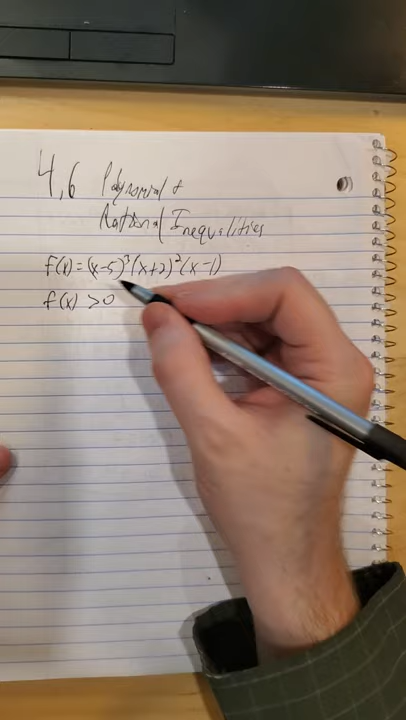 4,6 Polynomial &
Rational Inequalities
f(x) = (x-5)³(x+2)²(x-1)
f(x) >0